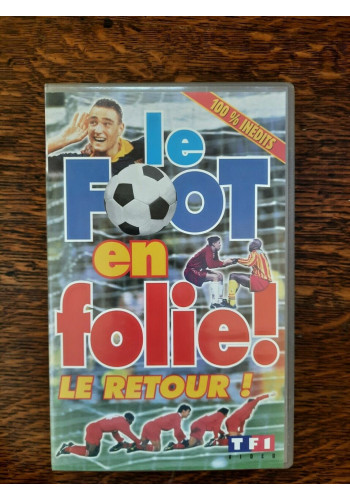 100 % INÉDITS
le
FOOT
en
folie!
LE RETOUR !
TF1
VIDEO